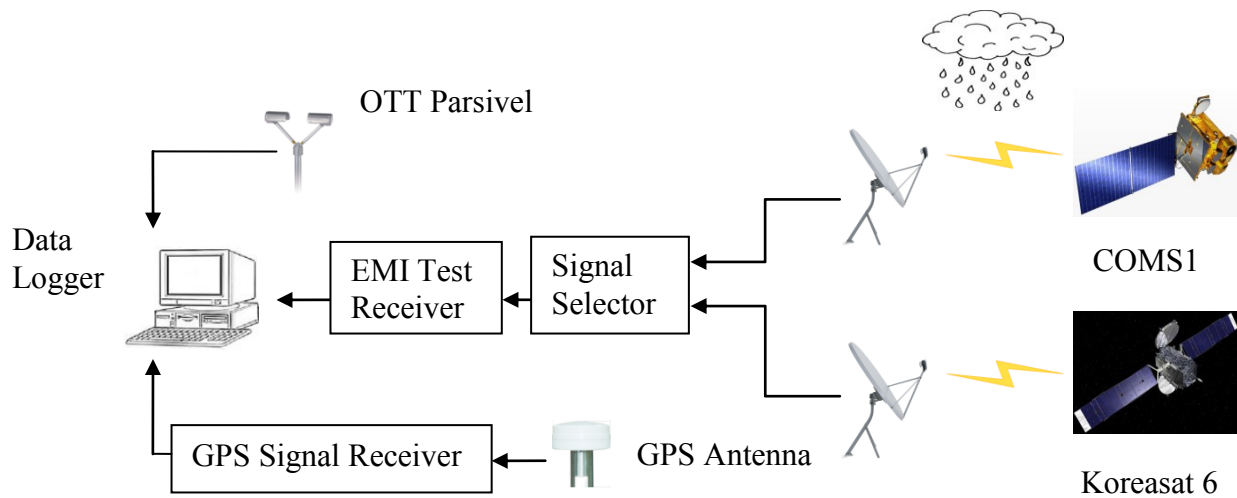 OTT Parsivel
Data
Logger
EMI Test
Receiver
Signal
Selector
COMS1
GPS Signal Receiver
GPS Antenna
Koreasat 6